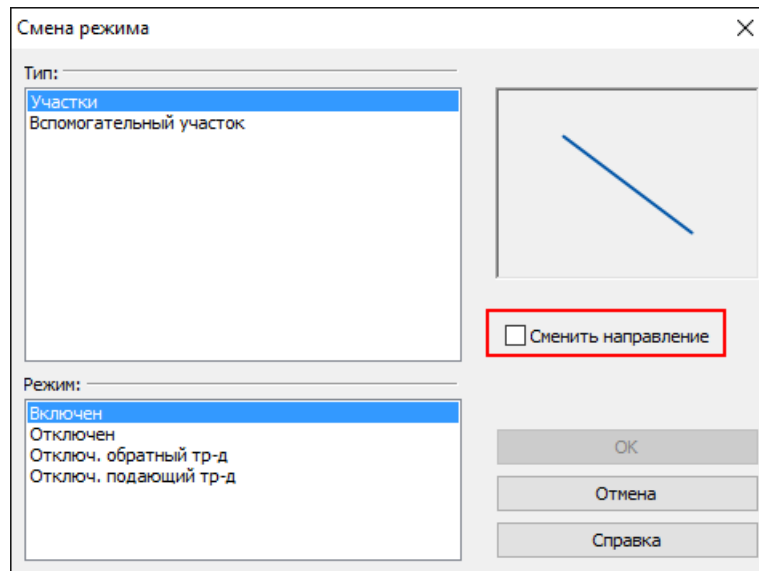 Смена режима
Тип:
Участки
Вспомогательный участок
Сменить направление
Режим:
Включен
Отключен
Отключ. обратный тр-д
Отключ. подающий тр-д
ОК
Отмена
Справка